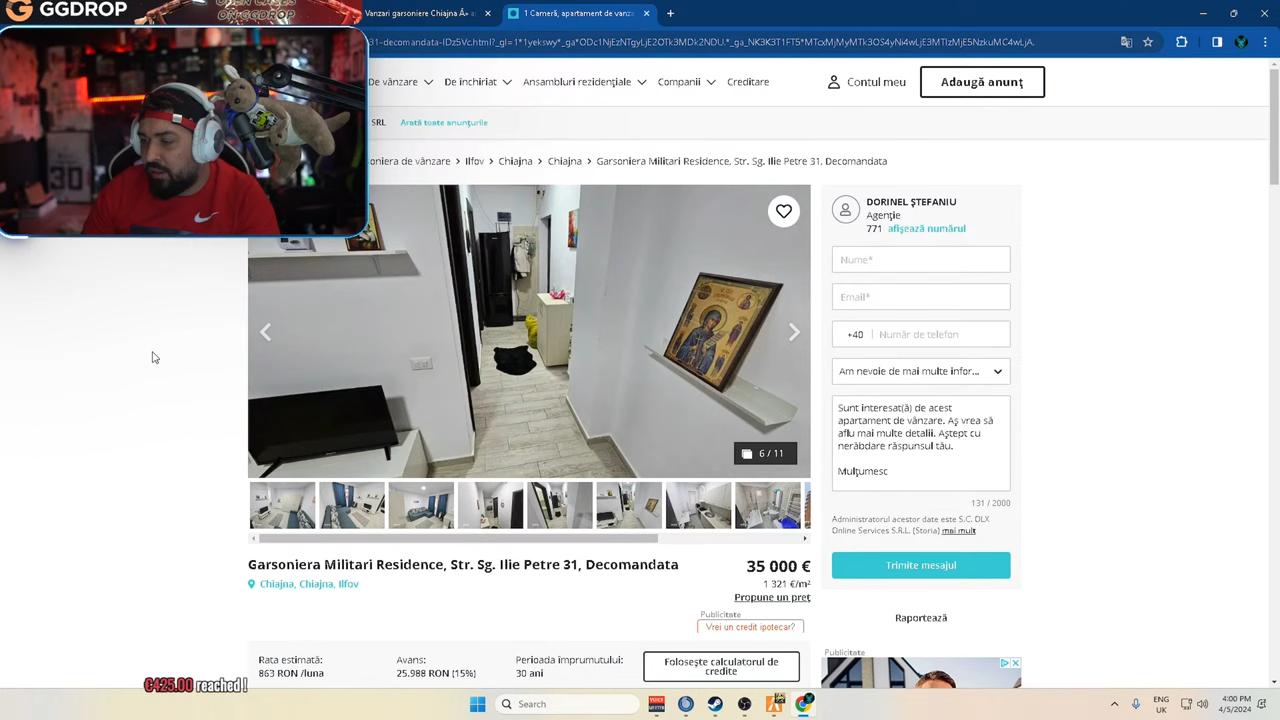 GGDROP
OPEN CASES
ON GGDROP
Vanzari garsoniere Chiajna
1 cameră, apartament de vânzare
31-decomandata-IDz5Vc.html?_gl=1*1yekswy*_ga*
De vânzare
De închiriat
Ansambluri rezidențiale
Companii
Creditare
Contul meu
Adaugă anunț
SRL
Arată toate anunțurile
soniera de vânzare > Ilfov > Chiajna > Chiajna > Garsoniera Militari Residence, Str. Sg. Ilie Petre 31, Decomandata
30
6 / 11
DORINEL ȘTEFANIU
Agenție
771 afișează numărul
Nume*
Email*
+40 Număr de telefon
Am nevoie de mai multe infor...
Sunt interesat(ă) de acest
apartament de vânzare. Aș vrea să
aflu mai multe detalii. Aștept cu
nerăbdare răspunsul tău.
Mulțumesc
131 / 2000
Administratorul acestor date este S.C. DLX
Online Services S.R.L. (Storia) mai mult
Trimite mesajul
Raportează
Publicitate
Garsoniera Militari Residence, Str. Sg. Ilie Petre 31, Decomandata
35 000 €
Chiajna, Chiajna, Ilfov
1 321 €/m²
Propune un preț
Publicitate
Vrei un credit ipotecar?
Rata estimată:
863 RON /luna
Avans:
25.988 RON (15%)
Perioada împrumutului:
30 ani
Folosește calculatorul de
credite
€425.00 reached !
Search
ENG
UK
4:02 PM
4/5/2024